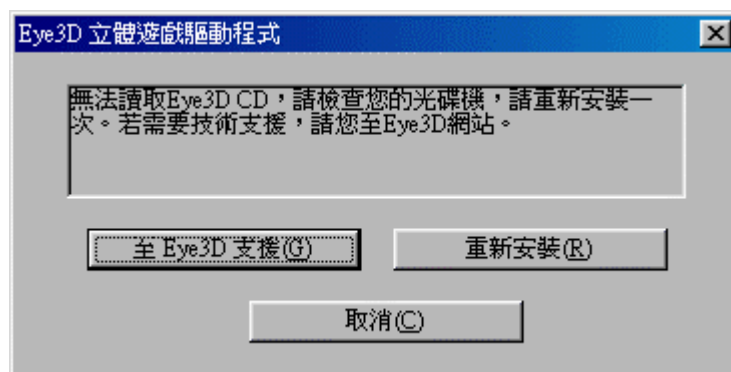 Eye3D 立體遊戲驅動程式
無法讀取Eye3D CD，請檢查您的光碟機，請重新安裝一
次。若需要技術支援，請您至Eye3D網站。
至 Eye3D 支援(G)
重新安裝(R)
取消(C)